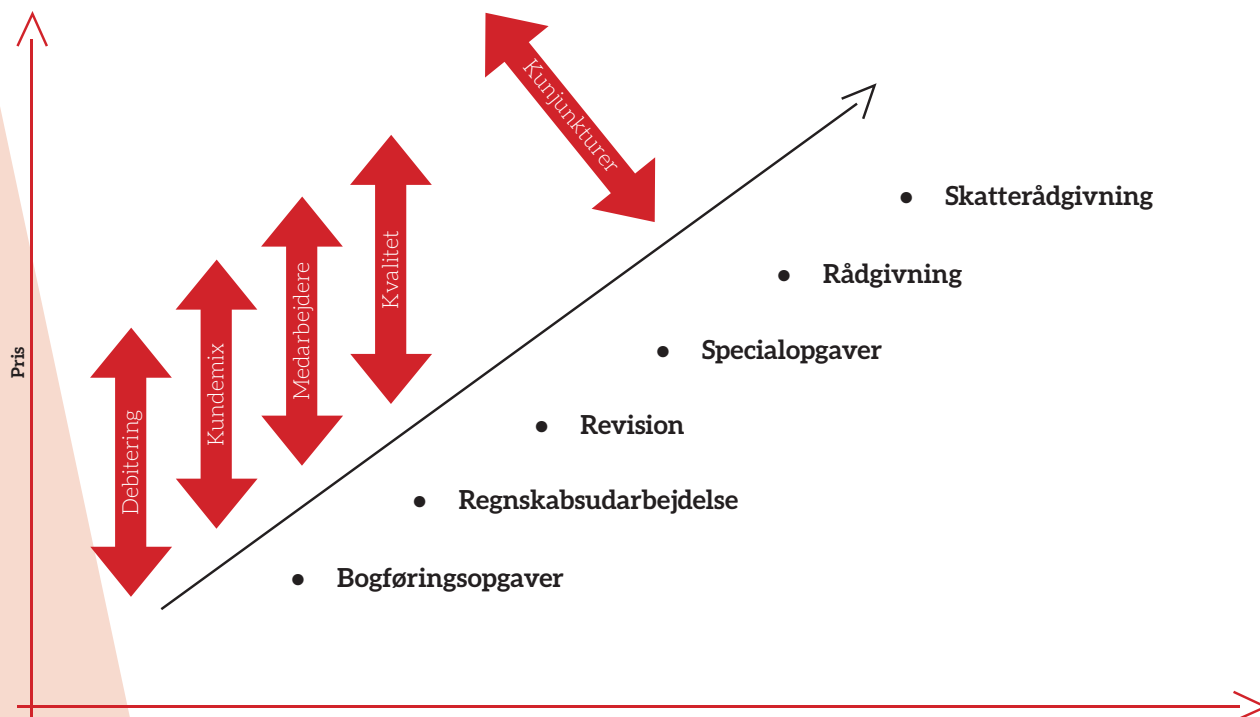 Pris
Debitering
Kundemix
Medarbejdere
Kvalitet
Kunjunkturer
Skatterådgivning
Rådgivning
Specialopgaver
Revision
Regnskabsudarbejdelse
Bogføringsopgaver